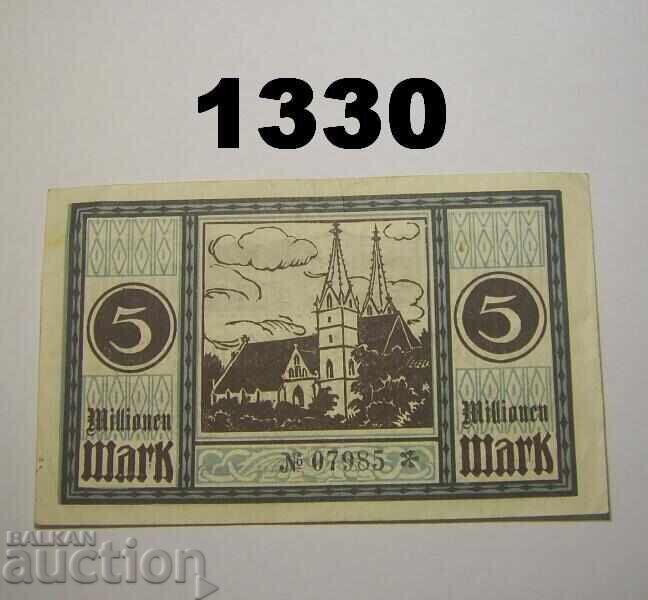 1330
5 5
Millionen Millionen
Mark Mark
№ 07985 *
BALKAN
auction